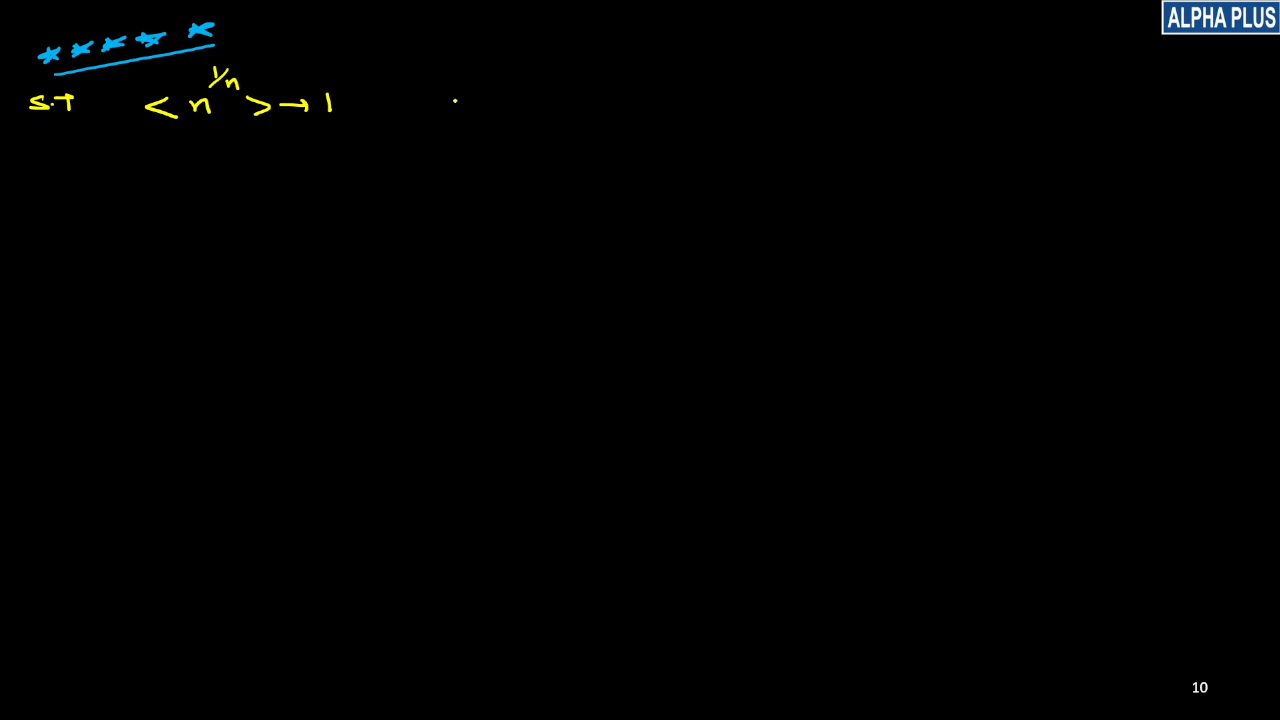 ALPHA PLUS
* * * * *
S.T < n^1/n > → 1
10